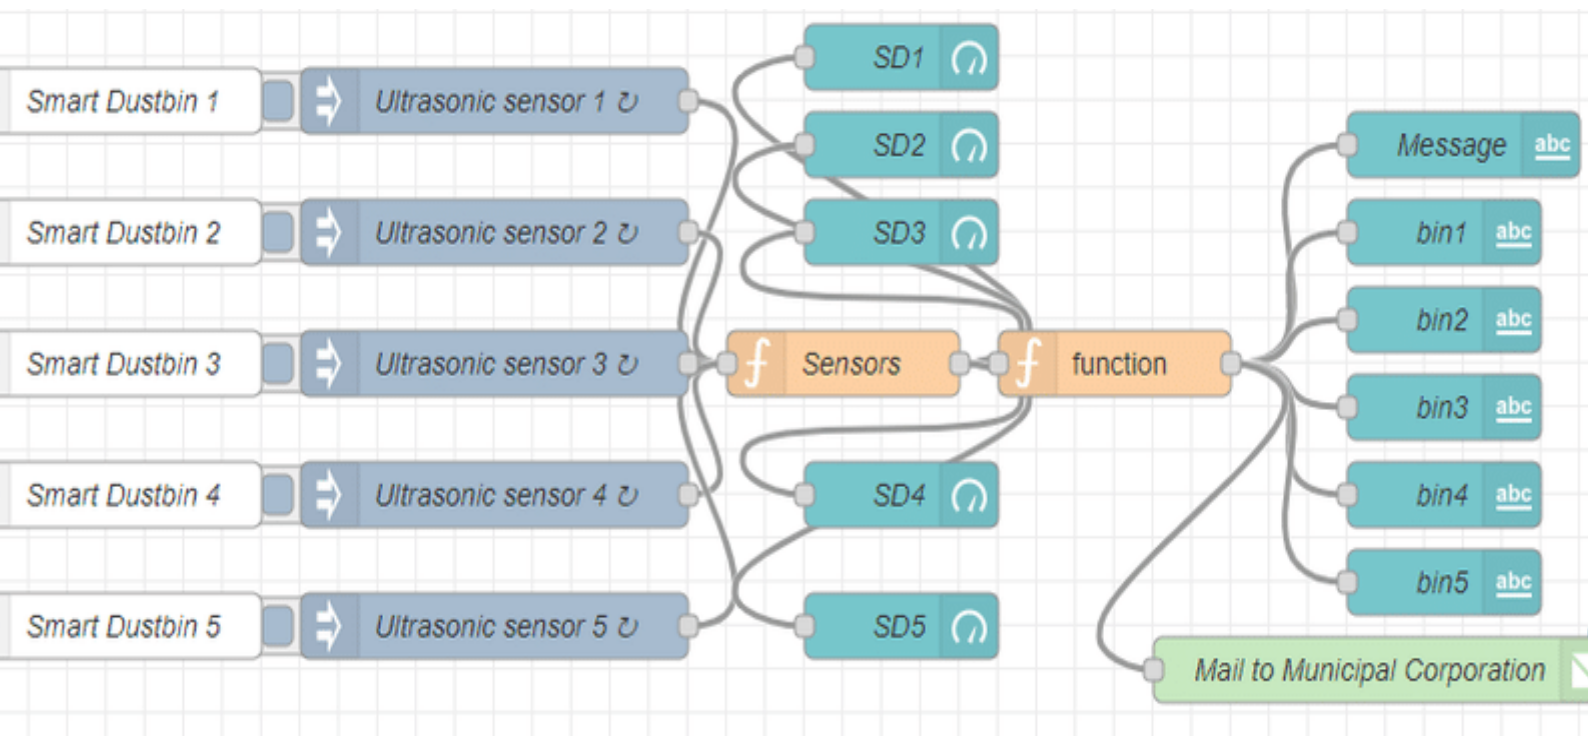 Smart Dustbin 1
Ultrasonic sensor 1 ↻
Smart Dustbin 2
Ultrasonic sensor 2 ↻
Smart Dustbin 3
Ultrasonic sensor 3 ↻
Smart Dustbin 4
Ultrasonic sensor 4 ↻
Smart Dustbin 5
Ultrasonic sensor 5 ↻
SD1
SD2
SD3
Sensors
function
SD4
SD5
Message abc
bin1 abc
bin2 abc
bin3 abc
bin4 abc
bin5 abc
Mail to Municipal Corporation